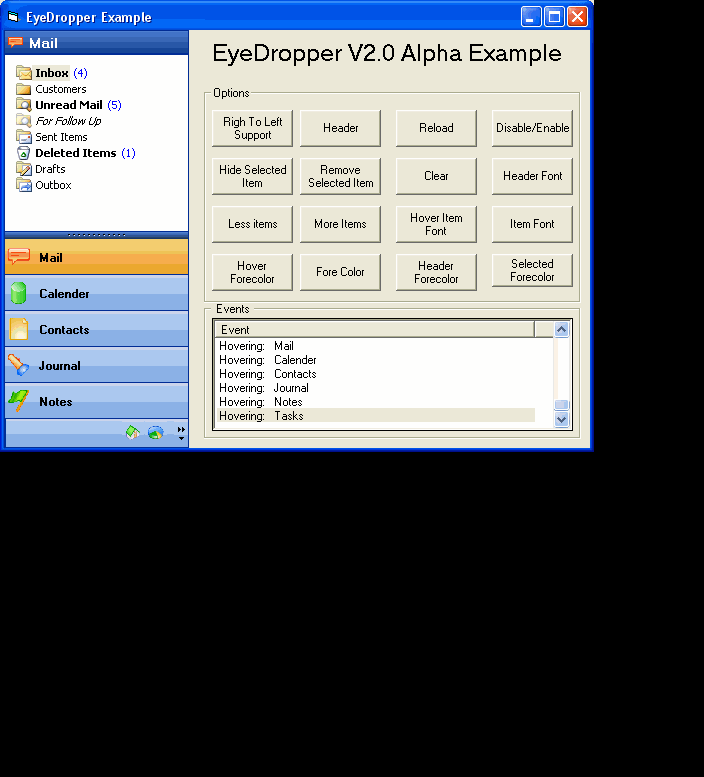 EyeDropper Example
Mail
Inbox (4)
Customers
Unread Mail (5)
For Follow Up
Sent Items
Deleted Items (1)
Drafts
Outbox
Mail
Calender
Contacts
Journal
Notes
EyeDropper V2.0 Alpha Example
Options
Righ To Left
Support
Header
Reload
Disable/Enable
Hide Selected
Item
Remove
Selected Item
Clear
Header Font
Less items
More Items
Hover Item
Font
Item Font
Hover
Forecolor
Fore Color
Header
Forecolor
Selected
Forecolor
Events
Event
Hovering: Mail
Hovering: Calender
Hovering: Contacts
Hovering: Journal
Hovering: Notes
Hovering: Tasks